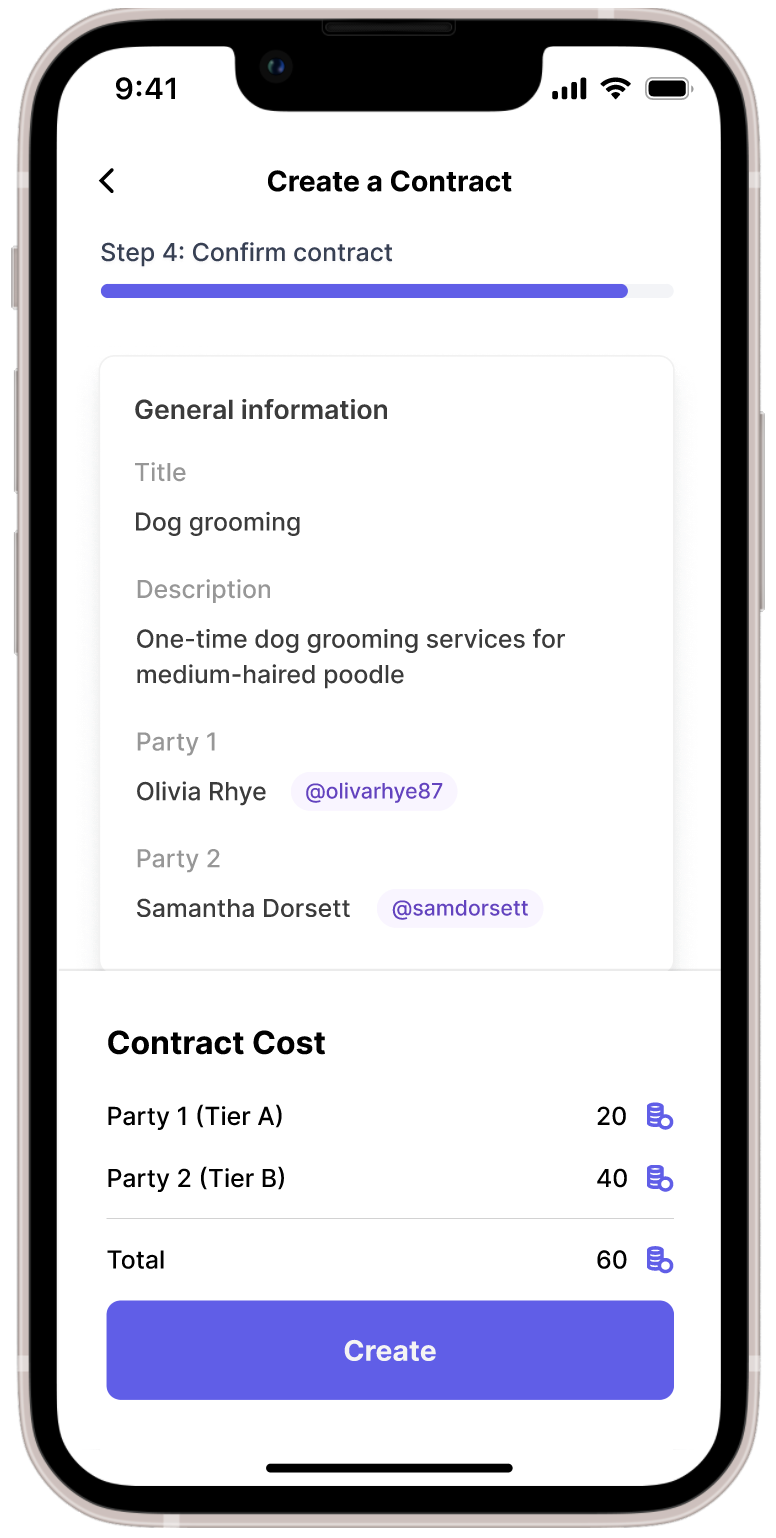 9:41
Create a Contract
Step 4: Confirm contract
General information
Title
Dog grooming
Description
One-time dog grooming services for
medium-haired poodle
Party 1
Olivia Rhye @olivarhye87
Party 2
Samantha Dorsett @samdorsett
Contract Cost
Party 1 (Tier A) 20
Party 2 (Tier B) 40
Total 60
Create